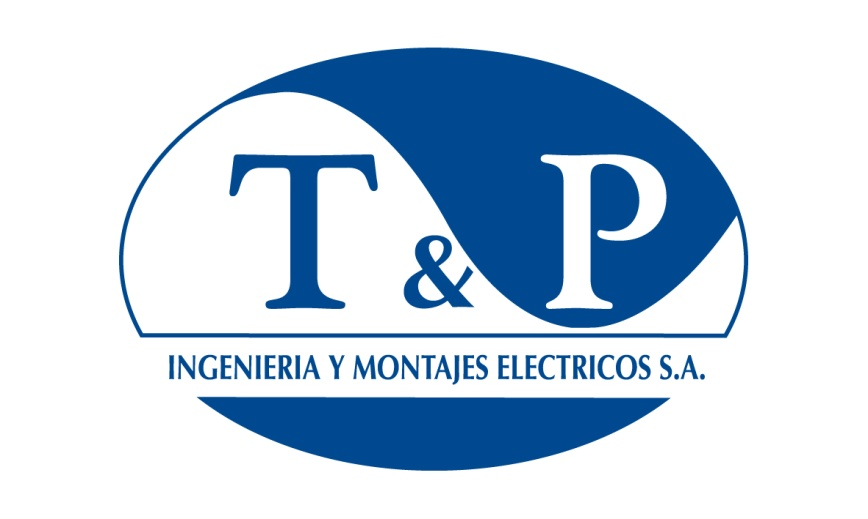 T & P
INGENIERIA Y MONTAJES ELECTRICOS S.A.